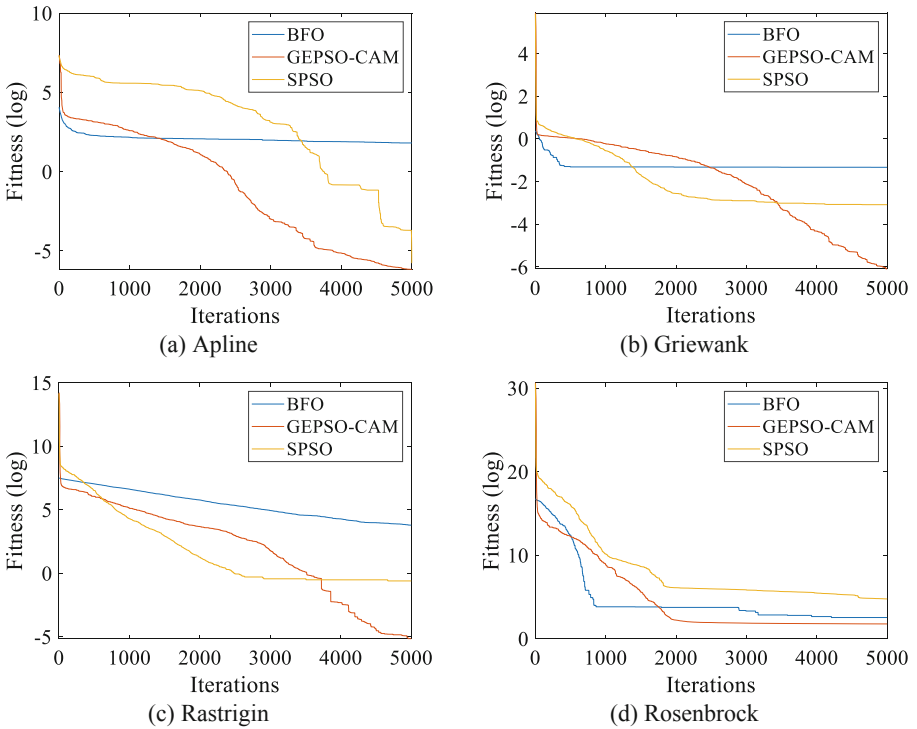 10
5
0
-5
Fitness (log)
BFO
GEPSO-CAM
SPSO
0 1000 2000 3000 4000 5000
Iterations
(a) Apline
4
2
0
-2
-4
-6
Fitness (log)
BFO
GEPSO-CAM
SPSO
0 1000 2000 3000 4000 5000
Iterations
(b) Griewank
15
10
5
0
-5
Fitness (log)
BFO
GEPSO-CAM
SPSO
0 1000 2000 3000 4000 5000
Iterations
(c) Rastrigin
30
20
10
0
Fitness (log)
BFO
GEPSO-CAM
SPSO
0 1000 2000 3000 4000 5000
Iterations
(d) Rosenbrock